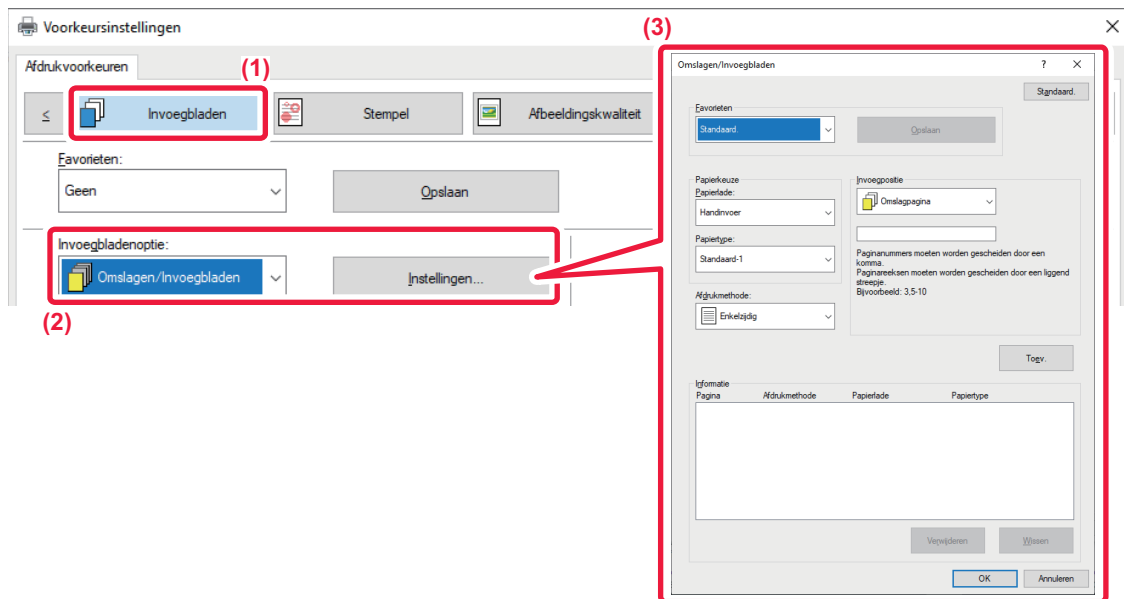 Voorkeursinstellingen
Afdrukvoorkeuren
(1)
≤ Invoegbladen Stempel Afbeeldingskwaliteit
Favorieten:
Geen Opslaan
Invoegbladenoptie:
Omslagen/Invoegbladen Instellingen...
(2)
(3)
Omslagen/Invoegbladen ?
Standaard.
Favorieten
Standaard. Opslaan
Papierkeuze Invoegpositie
Papierlade: Omslagpagina
Handinvoer
Papiertype:
Standaard-1
Paginanummers moeten worden gescheiden door een
komma.
Paginareeksen moeten worden gescheiden door een liggend
streepje.
Bijvoorbeeld: 3,5-10
Afdrukmethode:
Enkelzijdig
Toev.
Informatie
Pagina Afdrukmethode Papierlade Papiertype
Verwijderen Wissen
OK Annuleren